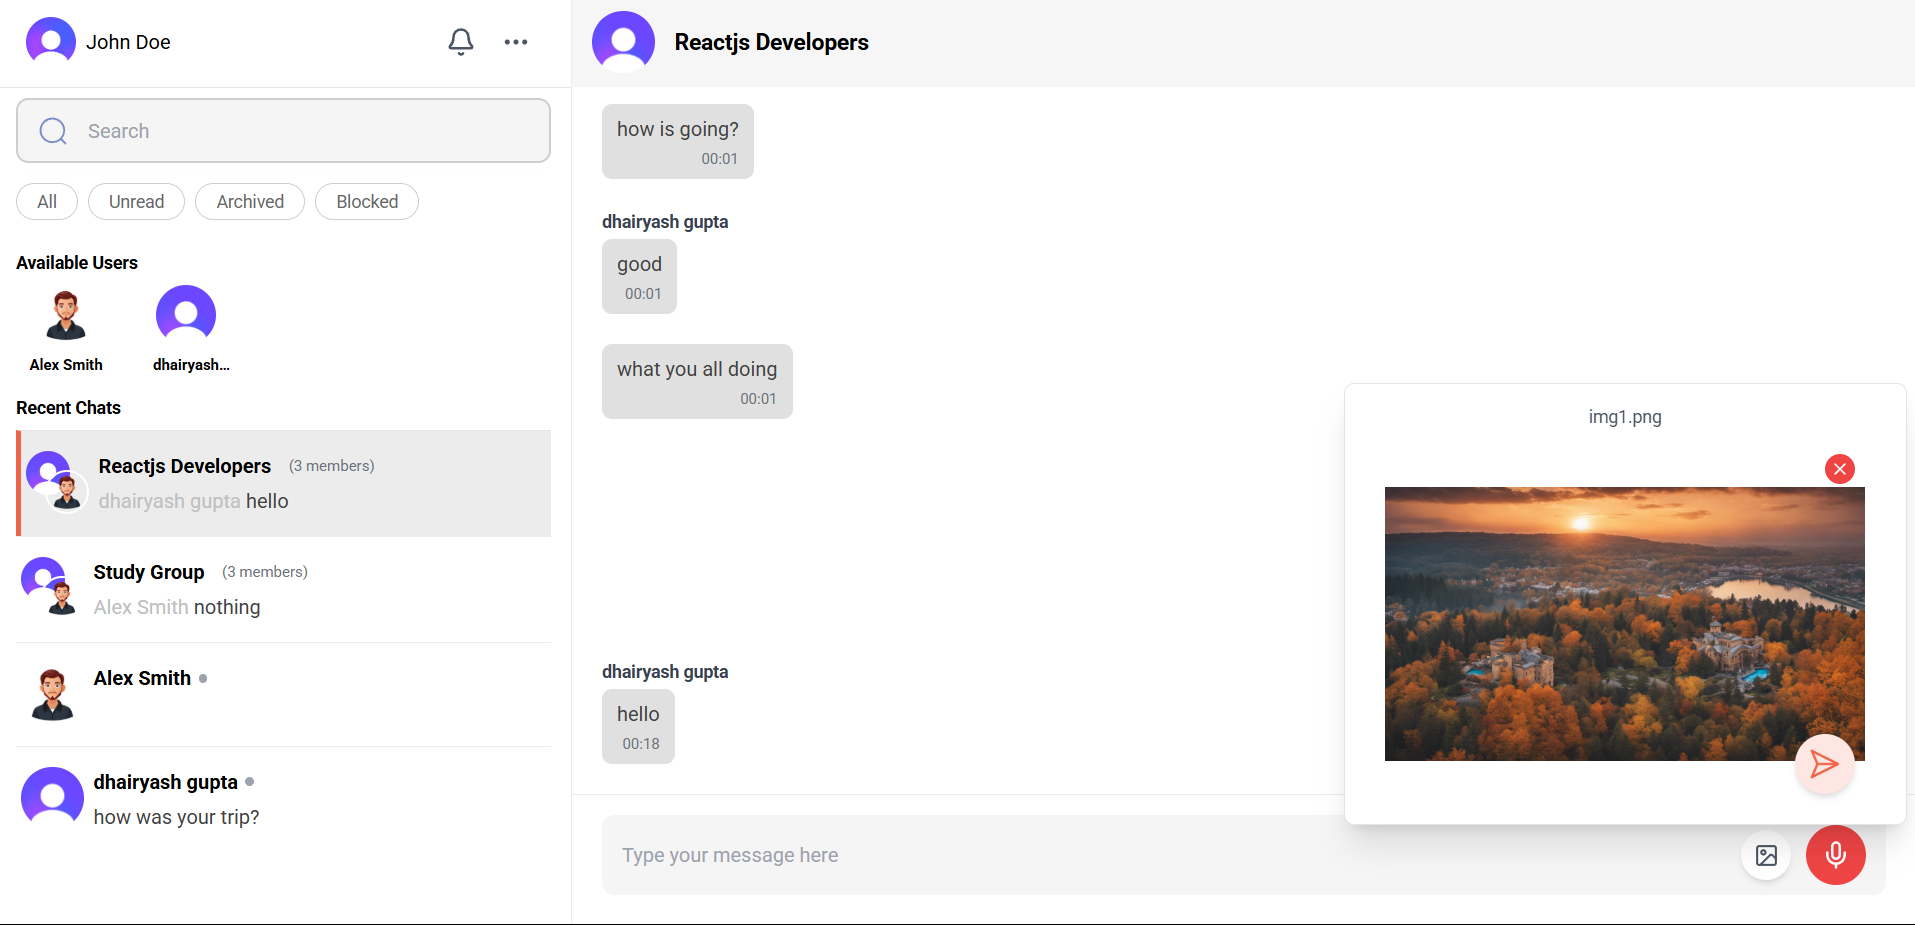 John Doe
Search
All
Unread
Archived
Blocked
Available Users
Alex Smith
dhairyash...
Recent Chats
Reactjs Developers (3 members)
dhairyash gupta hello
Study Group (3 members)
Alex Smith nothing
Alex Smith
dhairyash gupta
how was your trip?
Reactjs Developers
how is going?
00:01
dhairyash gupta
good
00:01
what you all doing
00:01
dhairyash gupta
hello
00:18
img1.png
Type your message here